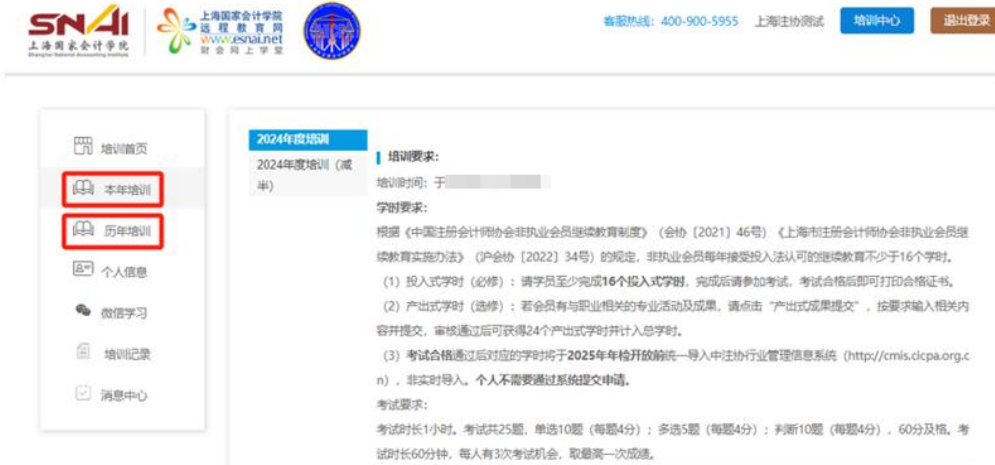 SNAI
上海国家会计学院
Shanghai National Accounting Institute
上海国家会计学院
远程教育网
www.esnai.net
财会网上学堂
客服热线：400-900-5955
上海注协测试
培训中心
退出登录
培训首页
本年培训
历年培训
个人信息
微信学习
培训记录
消息中心
2024年度培训
2024年度培训（减
半）
培训要求：
培训时间：于
学时要求：
根据《中国注册会计师协会非执业会员继续教育制度》（会协〔2021〕46号）《上海市注册会计师协会非执业会员继
续教育实施办法》（沪会协〔2022〕34号）的规定，非执业会员每年接受投入法认可的继续教育不少于16个学时。
（1）投入式学时（必修）：请学员至少完成16个投入式学时，完成后请参加考试，考试合格后即可打印合格证书。
（2）产出式学时（选修）：若会员有与职业相关的专业活动及成果，请点击“产出式成果提交”，按要求输入相关内
容并提交，审核通过后可获得24个产出式学时并计入总学时。
（3）考试合格通过后对应的学时将于2025年年检开放前统一导入中注协行业管理信息系统（http://cmis.cicpa.org.c
n），非实时导入。个人不需要通过系统提交申请。
考试要求：
考试时长1小时。考试共25题，单选10题（每题4分）；多选5题（每题4分）；判断10题（每题4分），60分及格。考
试时长60分钟，每人有3次考试机会，取最高一次成绩。